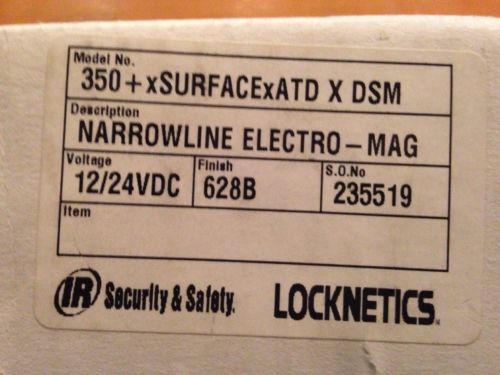 Model No.
350+xSURFACExATD X DSM
Description
NARROWLINE ELECTRO-MAG
Voltage Finish S.O.No
12/24VDC 628B 235519
Item
IR Security & Safety. LOCKNETICS